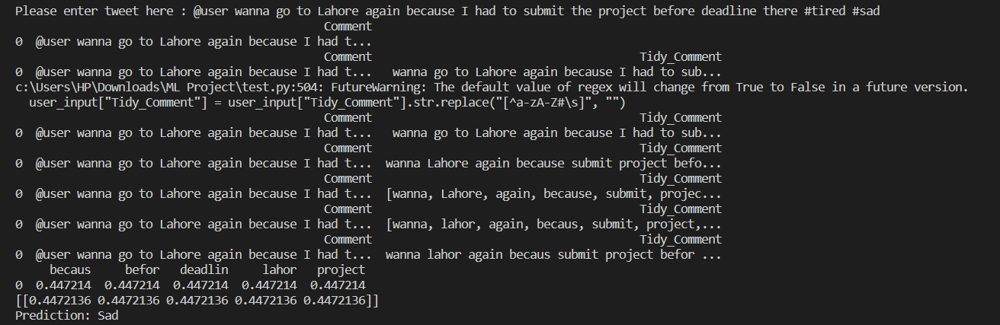 Please enter tweet here : @user wanna go to Lahore again because I had to submit the project before deadline there #tired #sad
Comment
0 @user wanna go to Lahore again because I had t...
Comment Tidy_Comment
0 @user wanna go to Lahore again because I had t... wanna go to Lahore again because I had to sub...
c:\Users\HP\Downloads\ML Project\test.py:504: FutureWarning: The default value of regex will change from True to False in a future version.
user_input["Tidy_Comment"] = user_input["Tidy_Comment"].str.replace("[^a-zA-Z#\s]", "")
Comment Tidy_Comment
0 @user wanna go to Lahore again because I had t... wanna go to Lahore again because I had to sub...
Comment Tidy_Comment
0 @user wanna go to Lahore again because I had t... wanna Lahore again because submit project befo...
Comment Tidy_Comment
0 @user wanna go to Lahore again because I had t... [wanna, Lahore, again, because, submit, projec...
Comment Tidy_Comment
0 @user wanna go to Lahore again because I had t... [wanna, lahor, again, becaus, submit, project,...
Comment Tidy_Comment
0 @user wanna go to Lahore again because I had t... wanna lahor again becaus submit project befor ...
becaus befor deadlin lahor project
0 0.447214 0.447214 0.447214 0.447214 0.447214
[[0.4472136 0.4472136 0.4472136 0.4472136 0.4472136]]
Prediction: Sad